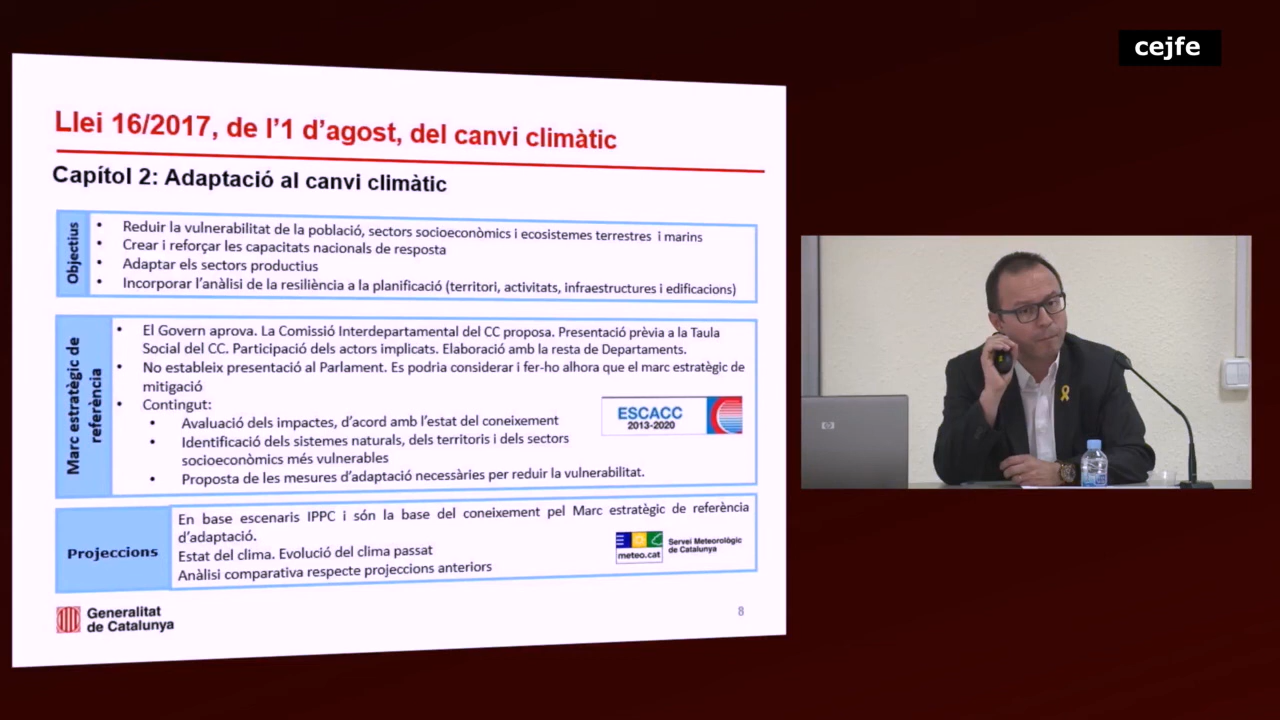 cejfe
Llei 16/2017, de l'1 d'agost, del canvi climàtic
Capítol 2: Adaptació al canvi climàtic
Objectius
• Reduir la vulnerabilitat de la població, sectors socioeconòmics i ecosistemes terrestres i marins
• Crear i reforçar les capacitats nacionals de resposta
• Adaptar els sectors productius
• Incorporar l'anàlisi de la resiliència a la planificació (territori, activitats, infraestructures i edificacions)
Marc estratègic de
referència
• El Govern aprova. La Comissió Interdepartamental del CC proposa. Presentació prèvia a la Taula
Social del CC. Participació dels actors implicats. Elaboració amb la resta de Departaments.
• No estableix presentació al Parlament. Es podria considerar i fer-ho alhora que el marc estratègic de
mitigació
• Contingut:
• Avaluació dels impactes, d'acord amb l'estat del coneixement
• Identificació dels sistemes naturals, dels territoris i dels sectors
socioeconòmics més vulnerables
• Proposta de les mesures d'adaptació necessàries per reduir la vulnerabilitat.
ESCACC
2013-2020
Projeccions
En base escenaris IPPC i són la base del coneixement pel Marc estratègic de referència
d'adaptació.
Estat del clima. Evolució del clima passat
Anàlisi comparativa respecte projeccions anteriors
meteo.cat
Servei Meteorològic
de Catalunya
Generalitat
de Catalunya
8
hp